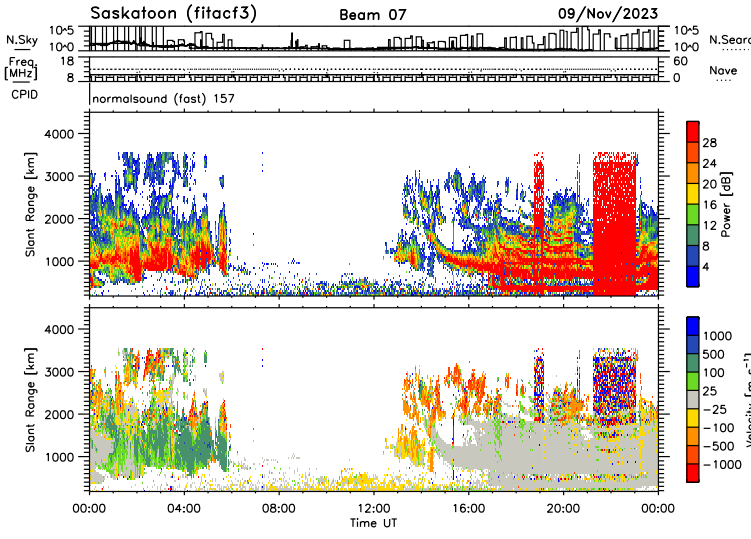 Saskatoon (fitacf3) Beam 07 09/Nov/2023
N.Sky 10^5 10^0 10^5 10^0 N.Searc
Freq. [MHz] 18 8 60 0 Nave
CPID normalsound (fast) 157
Slant Range [km] 4000 3000 2000 1000
Power [dB] 28 24 20 16 12 8 4
Slant Range [km] 4000 3000 2000 1000
Velocity [m s^-1] 1000 500 100 25 -25 -100 -500 -1000
00:00 04:00 08:00 12:00 16:00 20:00 00:00
Time UT